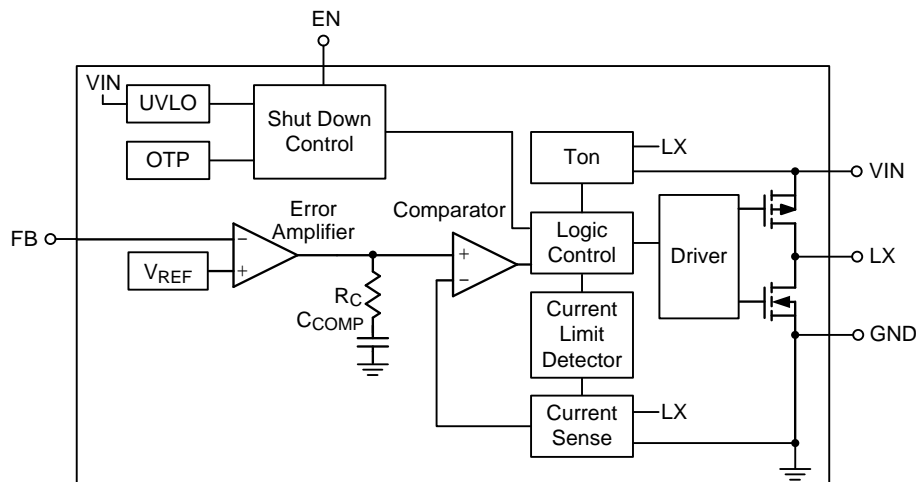 EN
VIN
UVLO
Shut Down
Control
OTP
Ton
LX
VIN
Error
Amplifier
Comparator
FB
−
+
VREF
+
−
Logic
Control
Driver
LX
RC
CCOMP
Current
Limit
Detector
GND
Current
Sense
LX